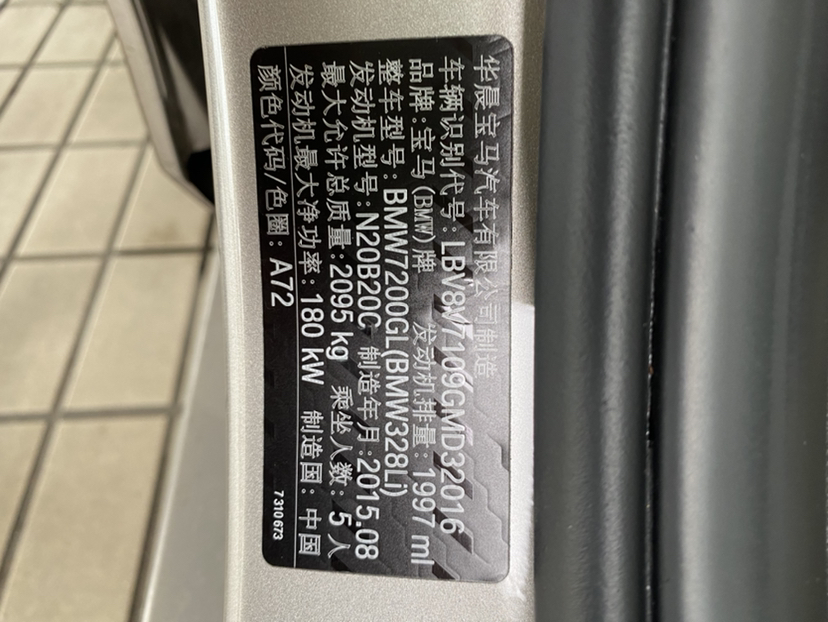 华晨宝马汽车有限公司制造
车辆识别代号: LBV8V7109GMD32016
品牌: 宝马(BMW)牌 发动机排量: 1997 ml
整车型号: BMW7200GL(BMW328Li)
发动机型号: N20B20C 制造年月: 2015.08
最大允许总质量: 2095 kg 乘坐人数: 5 人
发动机最大净功率: 180 kW 制造国: 中国
颜色代码/色圈: A72
7 310 673